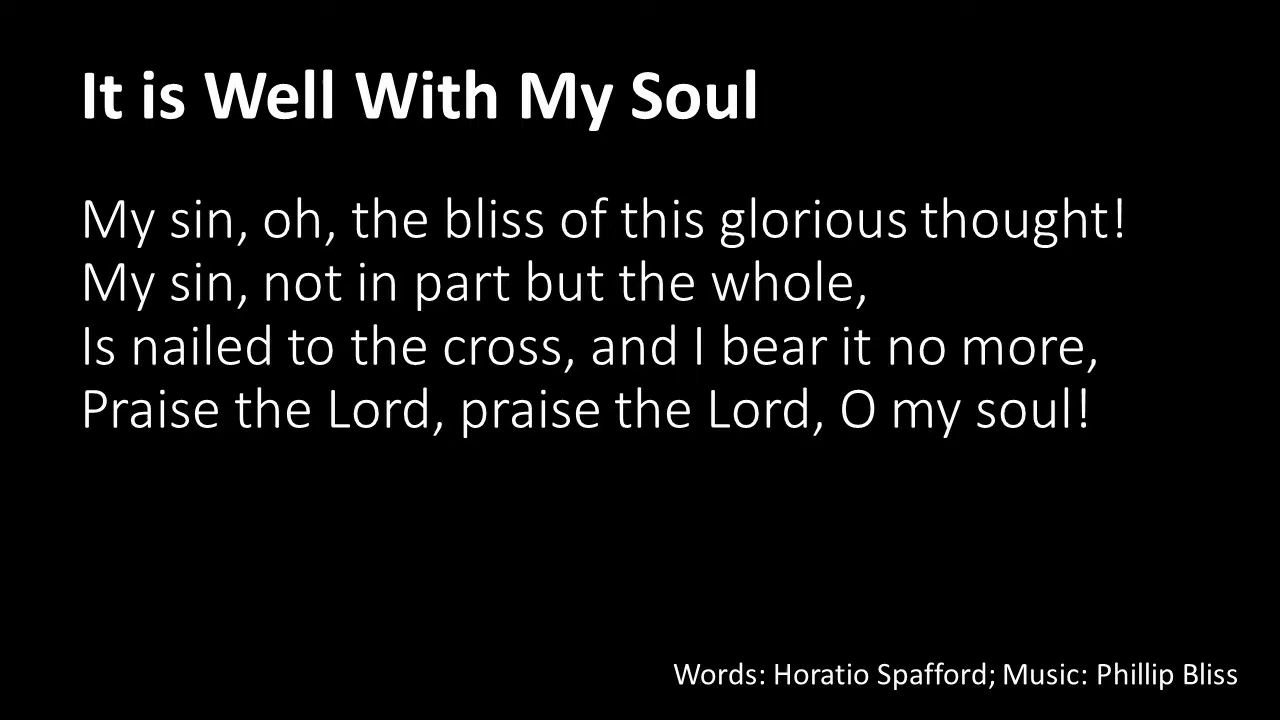 It is Well With My Soul
My sin, oh, the bliss of this glorious thought!
My sin, not in part but the whole,
Is nailed to the cross, and I bear it no more,
Praise the Lord, praise the Lord, O my soul!
Words: Horatio Spafford; Music: Phillip Bliss